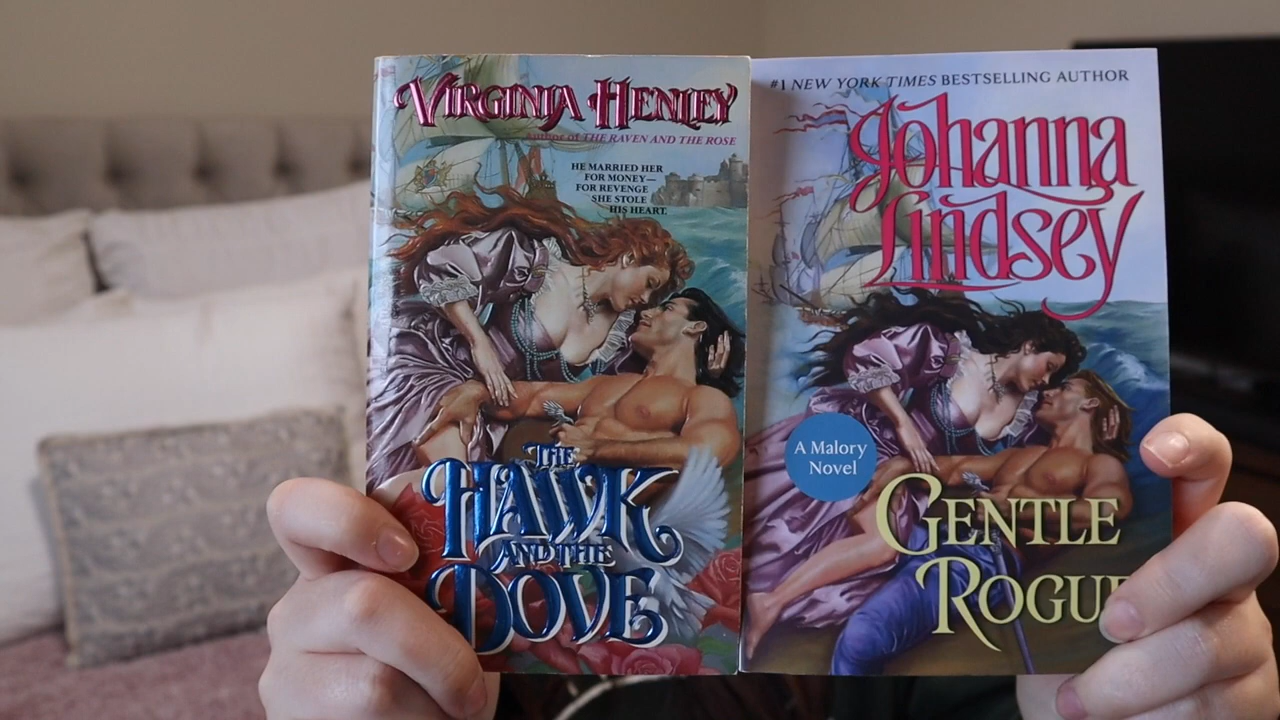 VIRGINIA HENLEY
Author of THE RAVEN AND THE ROSE
HE MARRIED HER
FOR MONEY—
FOR REVENGE
SHE STOLE
HIS HEART.
THE
HAWK
AND THE
DOVE
#1 NEW YORK TIMES BESTSELLING AUTHOR
Johanna
Lindsey
A Malory
Novel
GENTLE
ROGUE